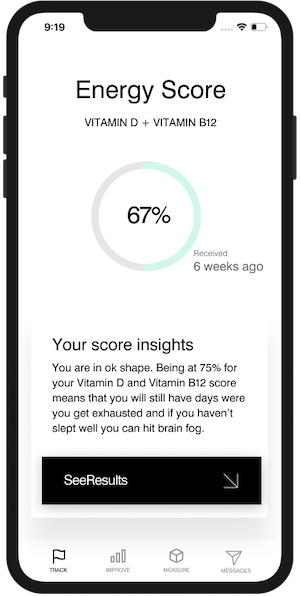 9:19
Energy Score
VITAMIN D + VITAMIN B12
67%
Received
6 weeks ago
Your score insights
You are in ok shape. Being at 75% for
your Vitamin D and Vitamin B12 score
means that you will still have days were
you get exhausted and if you haven't
slept well you can hit brain fog.
SeeResults
TRACK IMPROVE MEASURE MESSAGES